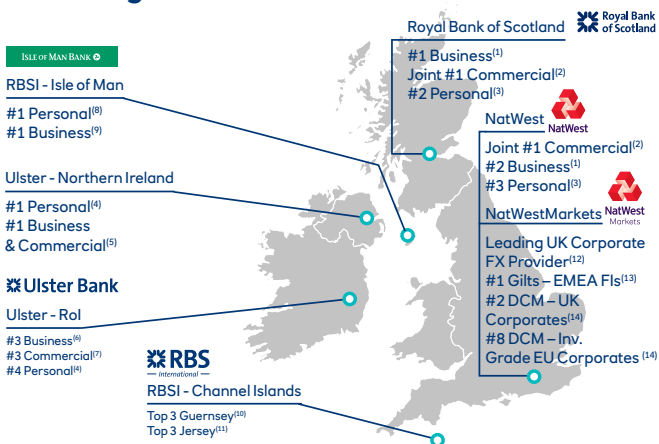 Royal Bank of Scotland
Royal Bank
of Scotland
#1 Business(1)
Joint #1 Commercial(2)
#2 Personal(3)
ISLE OF MAN BANK
RBSI - Isle of Man
#1 Personal(8)
#1 Business(9)
NatWest
NatWest
Joint #1 Commercial(2)
#2 Business(1)
#3 Personal(3)
Ulster - Northern Ireland
#1 Personal(4)
#1 Business
& Commercial(5)
NatWestMarkets
NatWest
Markets
Leading UK Corporate
FX Provider(12)
#1 Gilts – EMEA FIs(13)
#2 DCM – UK
Corporates(14)
#8 DCM – Inv.
Grade EU Corporates (14)
Ulster Bank
Ulster - RoI
#3 Business(6)
#3 Commercial(7)
#4 Personal(4)
RBS
International
RBSI - Channel Islands
Top 3 Guernsey(10)
Top 3 Jersey(11)